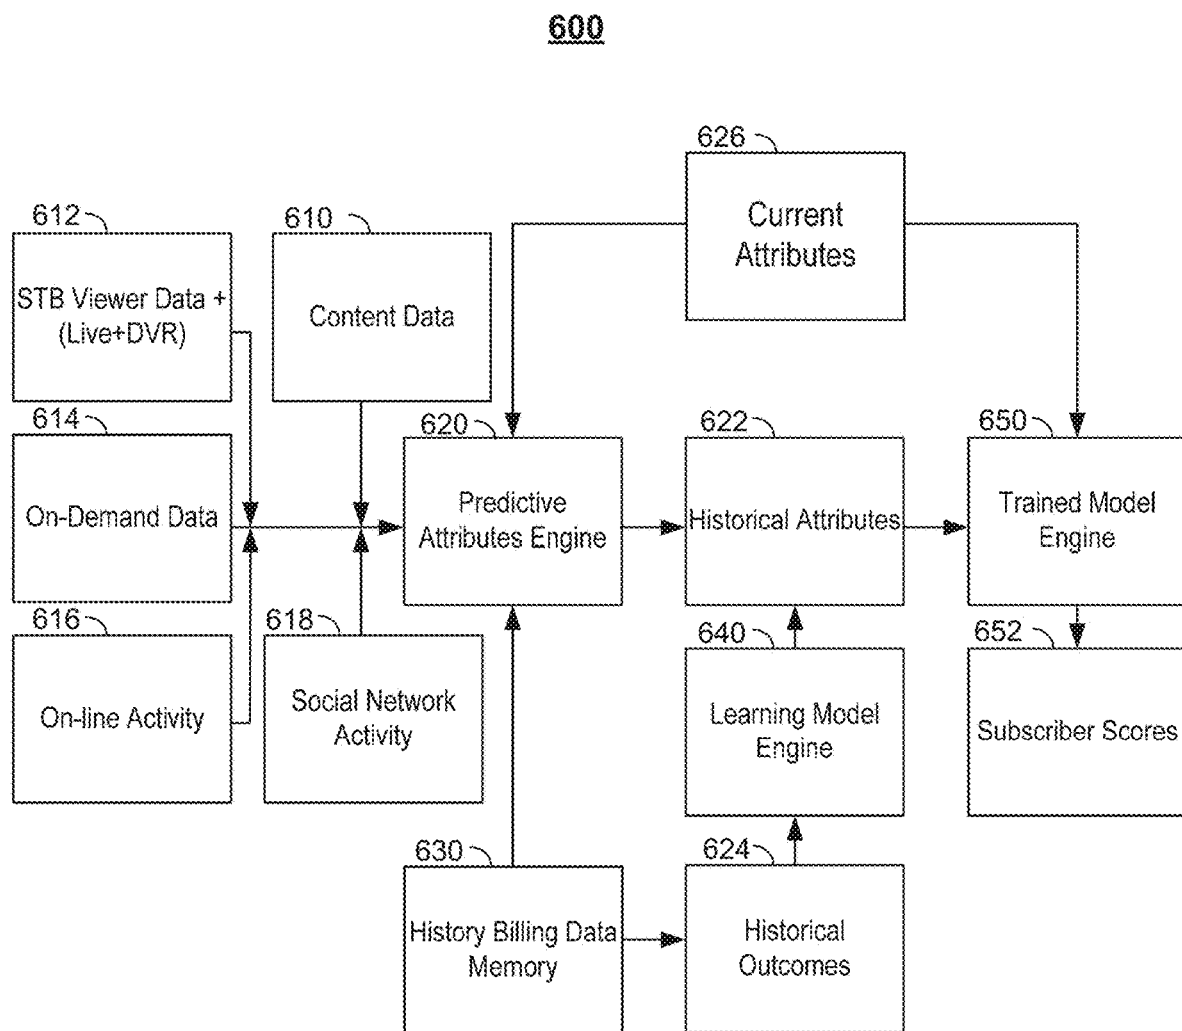 600
626
Current
Attributes
612
STB Viewer Data +
(Live+DVR)
610
Content Data
614
On-Demand Data
620
Predictive
Attributes Engine
622
Historical Attributes
650
Trained Model
Engine
616
On-line Activity
618
Social Network
Activity
640
Learning Model
Engine
652
Subscriber Scores
630
History Billing Data
Memory
624
Historical
Outcomes